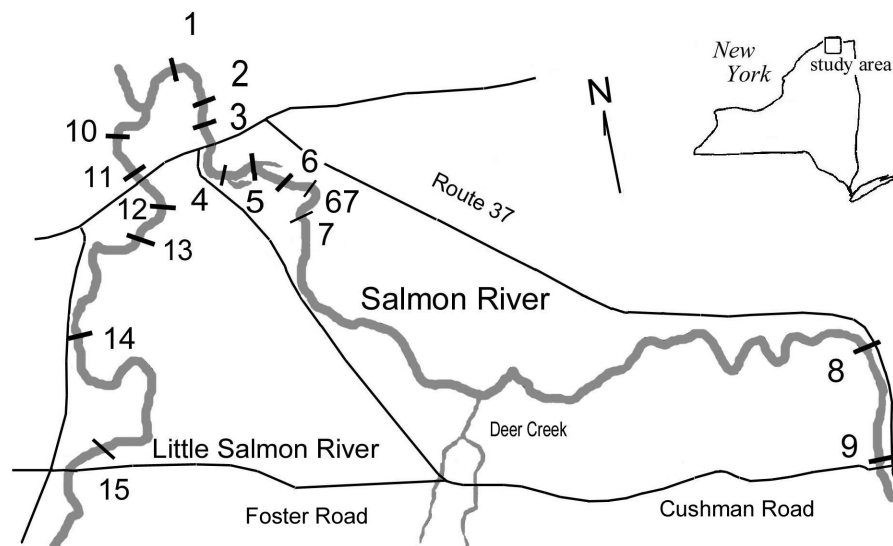 1
2
New
York
study area
3
N
10
6
11
Route 37
4
5
67
12
7
13
Salmon River
14
8
Deer Creek
Little Salmon River
9
15
Foster Road
Cushman Road